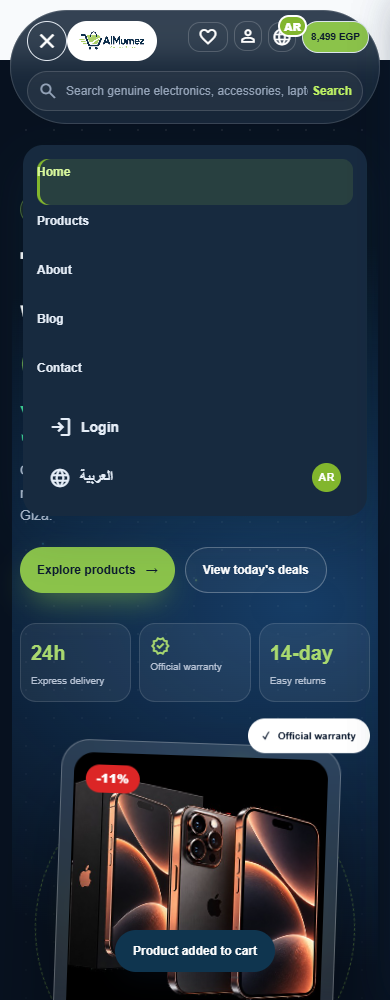 AlMumez
AR
8,499 EGP
Search genuine electronics, accessories, lapt
Search
Home
Products
About
Blog
Contact
Login
العربية
AR
Giza.
Explore products →
View today's deals
24h
Express delivery
Official warranty
14-day
Easy returns
✓ Official warranty
-11%
Product added to cart